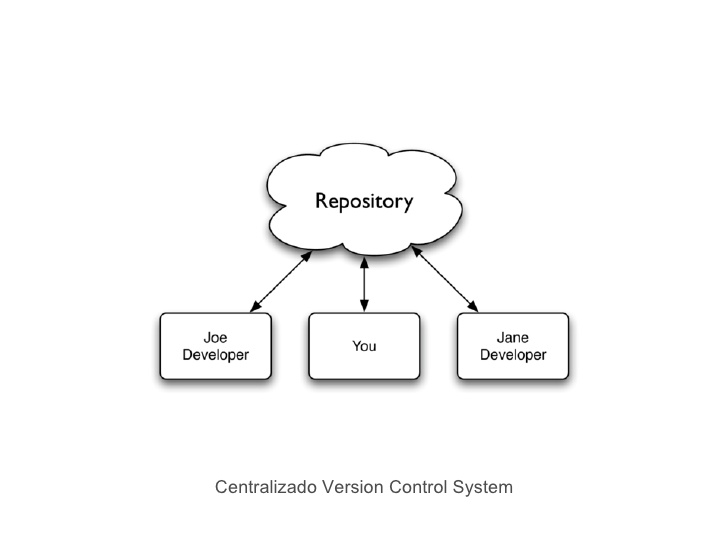 Repository
Joe
Developer
You
Jane
Developer
Centralizado Version Control System